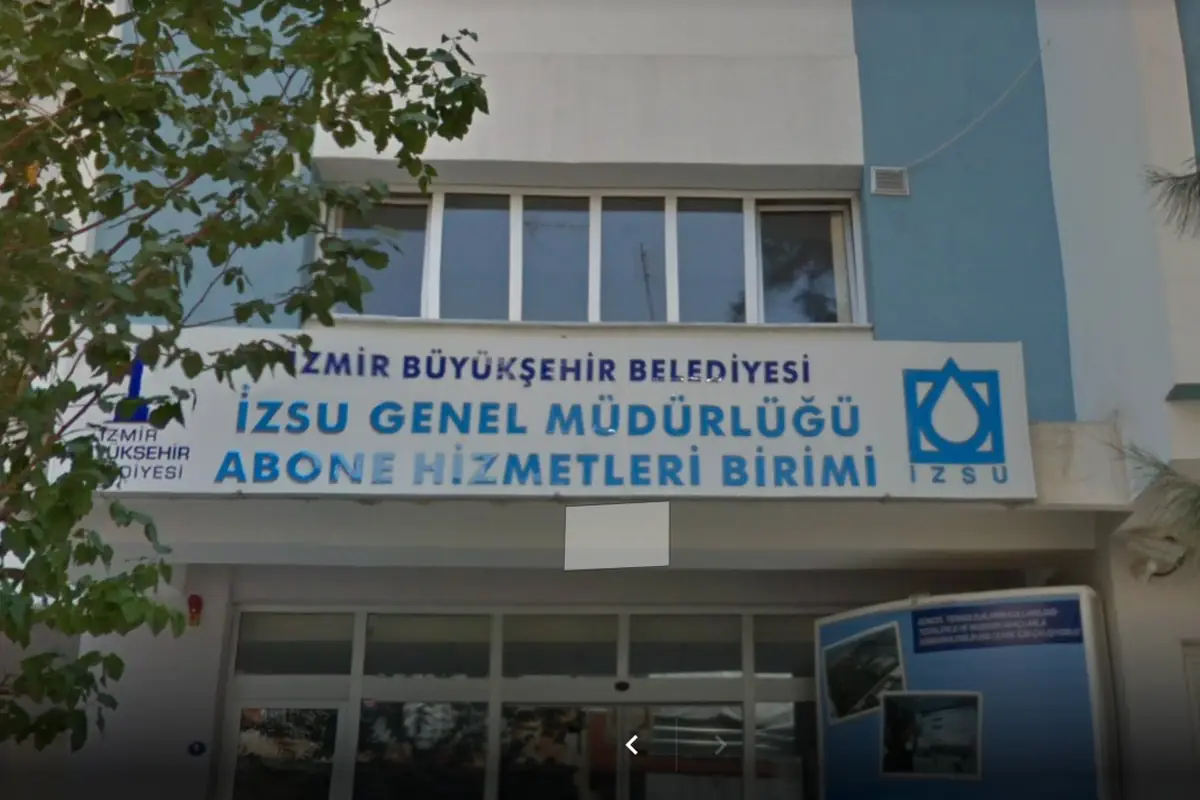 İZMİR BÜYÜKŞEHİR BELEDİYESİ
İZSU GENEL MÜDÜRLÜĞÜ
ABONE HİZMETLERİ BİRİMİ
İZMİR
İZSU